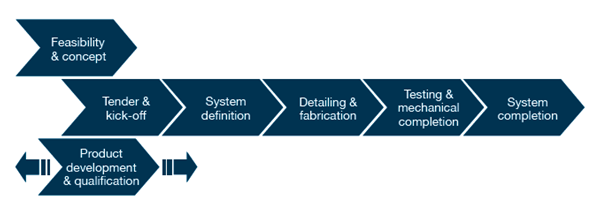 Feasibility
& concept
Tender &
kick-off
System
definition
Detailing &
fabrication
Testing &
mechanical
completion
System
completion
Product
development
& qualification